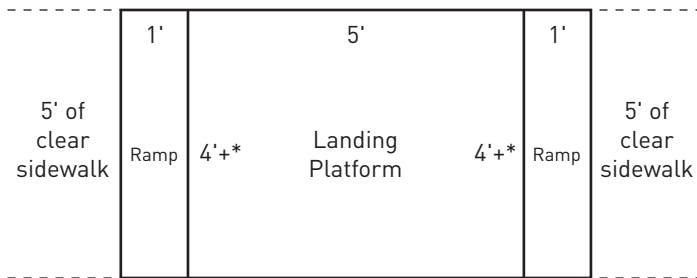 1'
5'
1'
5' of
clear
sidewalk
Ramp
4'+*
Landing
Platform
4'+*
Ramp
5' of
clear
sidewalk